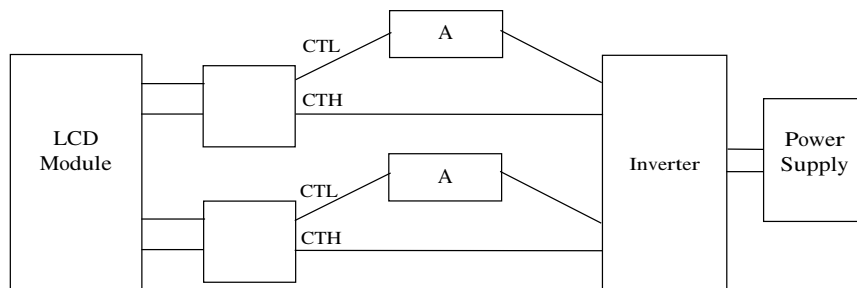 CTL
A
CTH
LCD
Module
CTL
A
CTH
Inverter
Power
Supply